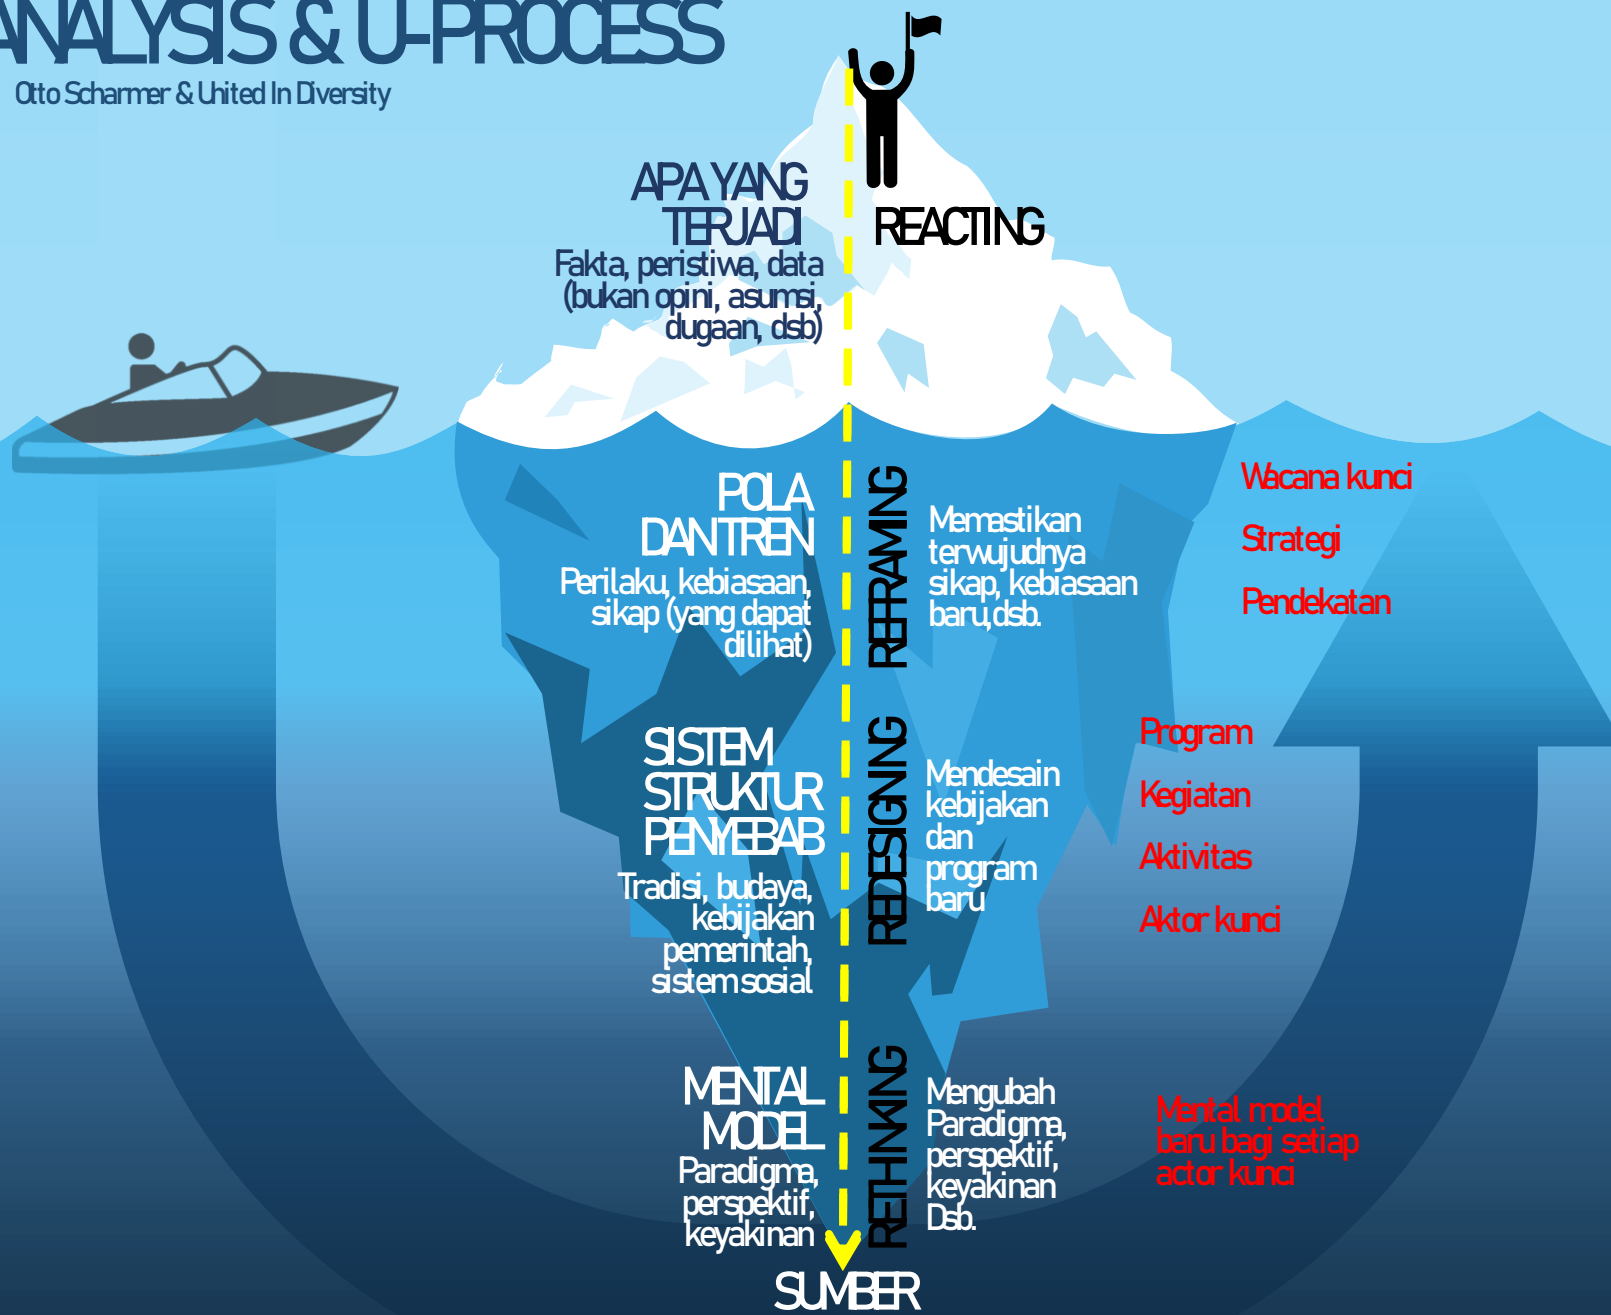 ANALYSIS & U-PROCESS
Otto Scharmer & United In Diversity
APA YANG
TERJADI
Fakta, peristiwa, data
(bukan opini, asumsi,
dugaan, dsb)
REACTING
POLA
DAN TREN
Perilaku, kebiasaan,
sikap (yang dapat
dilihat)
REFRAMING
Memastikan
terwujudnya
sikap, kebiasaan
baru,dsb.
Wacana kunci
Strategi
Pendekatan
SISTEM
STRUKTUR
PENYEBAB
Tradisi, budaya,
kebijakan
pemerintah,
sistem sosial
REDESIGNING
Mendesain
kebijakan
dan
program
baru
Program
Kegiatan
Aktivitas
Aktor kunci
MENTAL
MODEL
Paradigma,
perspektif,
keyakinan
RETHINKING
Mengubah
Paradigma,
perspektif,
keyakinan
Dsb.
Mental model
baru bagi setiap
actor kunci
SUMBER